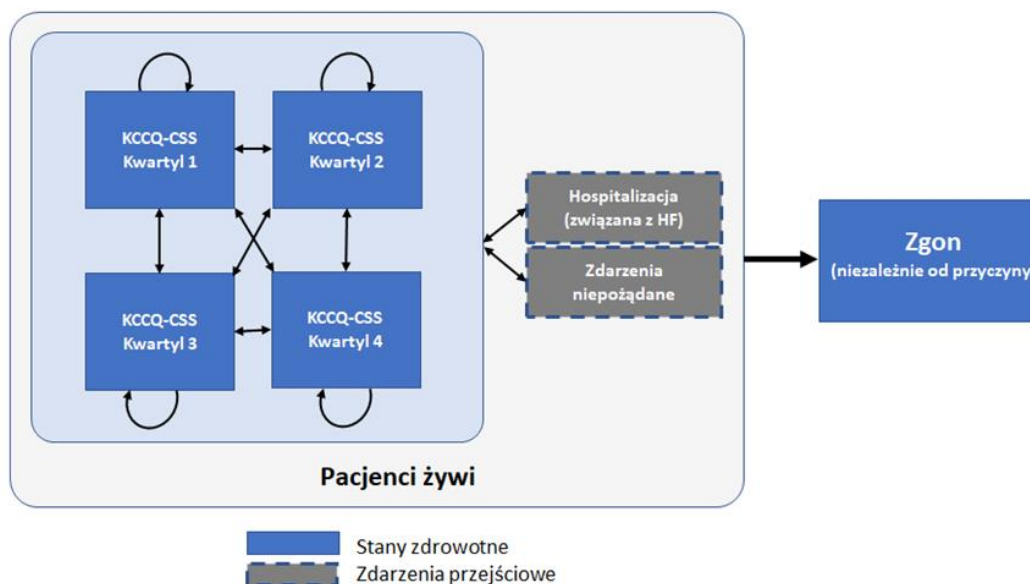 KCCQ-CSS
Kwartyl 1
KCCQ-CSS
Kwartyl 2
Hospitalizacja
(związana z HF)
Zdarzenia
niepożądane
Zgon
(niezależnie od przyczyny
KCCQ-CSS
Kwartyl 3
KCCQ-CSS
Kwartyl 4
Pacjenci żywi
Stany zdrowotne
Zdarzenia przejściowe